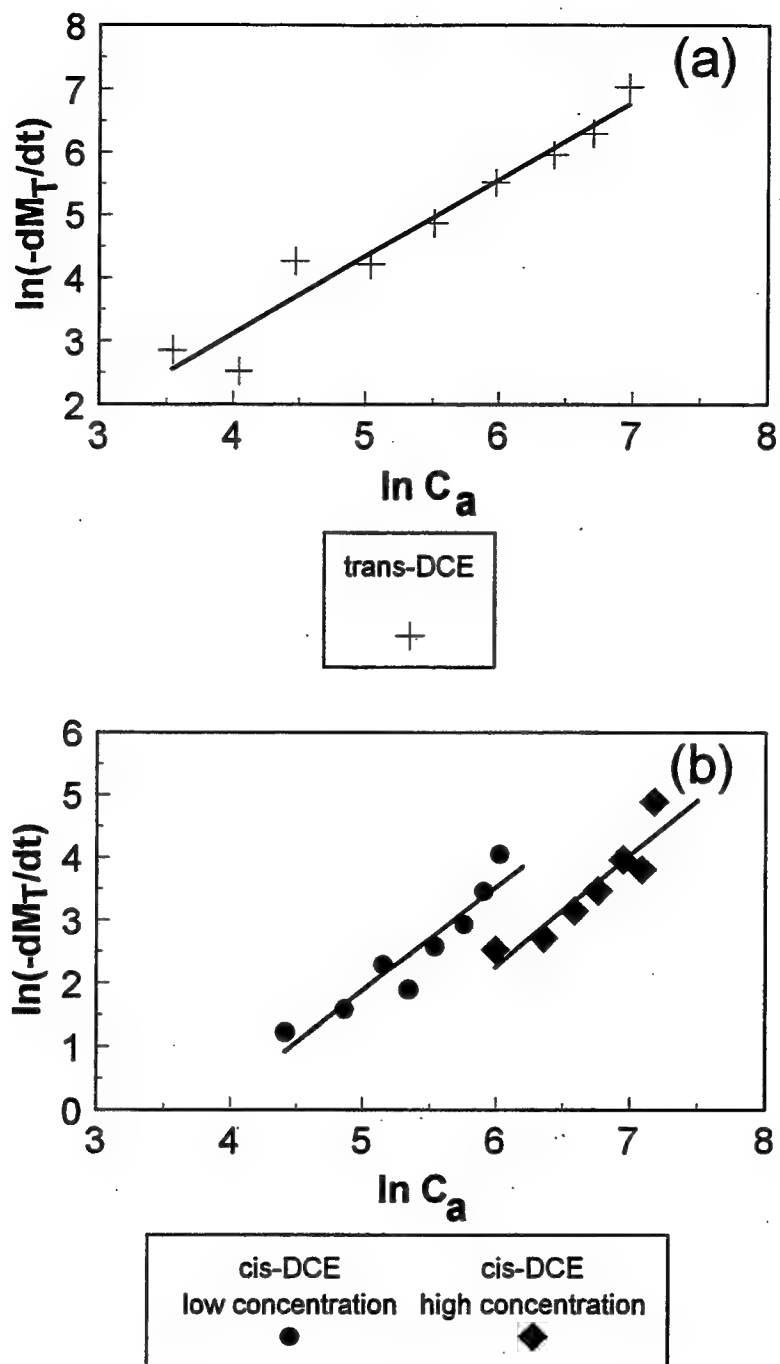 (a)
ln(-dM_T/dt)
8
7
6
5
4
3
2
3 4 5 6 7 8
ln C_a
trans-DCE
(b)
ln(-dM_T/dt)
6
5
4
3
2
1
0
3 4 5 6 7 8
ln C_a
cis-DCE cis-DCE
low concentration high concentration